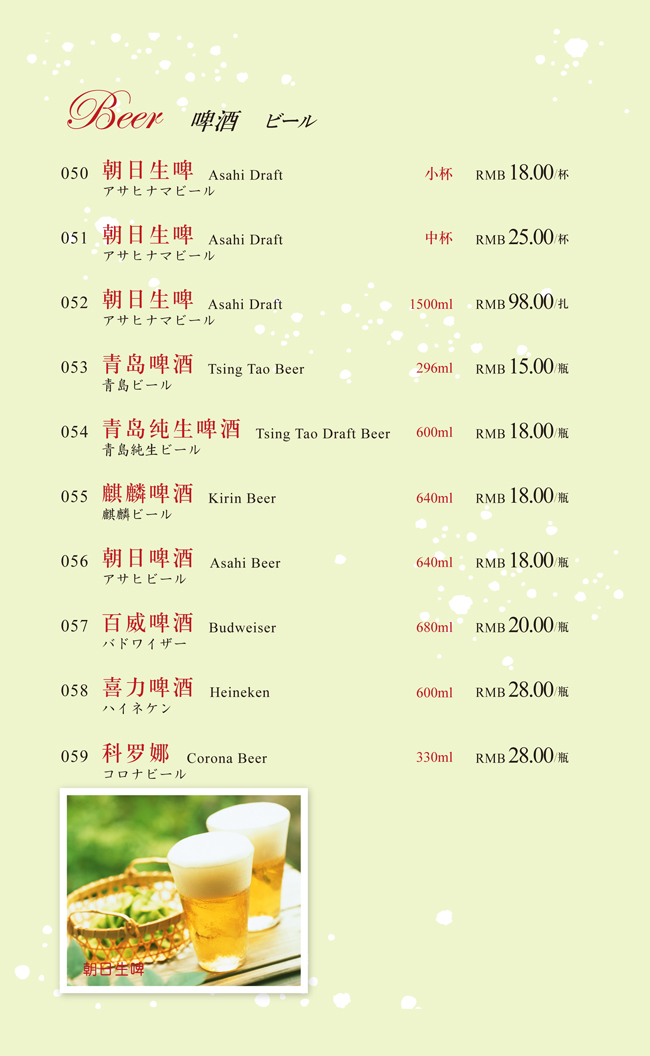 Beer 啤酒 ビール
050 朝日生啤 Asahi Draft 小杯 RMB 18.00/杯
アサヒナマビール
051 朝日生啤 Asahi Draft 中杯 RMB 25.00/杯
アサヒナマビール
052 朝日生啤 Asahi Draft 1500ml RMB 98.00/扎
アサヒナマビール
053 青岛啤酒 Tsing Tao Beer 296ml RMB 15.00/瓶
青島ビール
054 青岛纯生啤酒 Tsing Tao Draft Beer 600ml RMB 18.00/瓶
青島純生ビール
055 麒麟啤酒 Kirin Beer 640ml RMB 18.00/瓶
麒麟ビール
056 朝日啤酒 Asahi Beer 640ml RMB 18.00/瓶
アサヒビール
057 百威啤酒 Budweiser 680ml RMB 20.00/瓶
バドワイザー
058 喜力啤酒 Heineken 600ml RMB 28.00/瓶
ハイネケン
059 科罗娜 Corona Beer 330ml RMB 28.00/瓶
コロナビール
朝日生啤